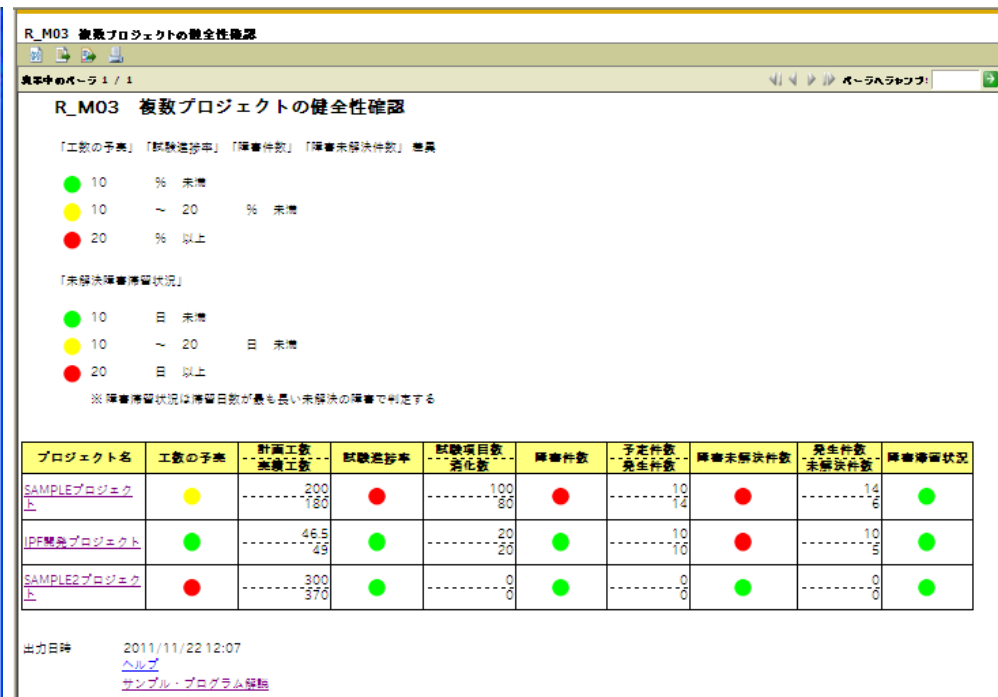 R_M03 複数プロジェクトの健全性確認
表示中のページ 1 / 1
ページへジャンプ:
R_M03 複数プロジェクトの健全性確認
「工数の予実」「試験進捗率」「障害件数」「障害未解決件数」差異
10 % 未満
10 ～ 20 % 未満
20 % 以上
「未解決障害滞留状況」
10 日 未満
10 ～ 20 日 未満
20 日 以上
※ 障害滞留状況は滞留日数が最も長い未解決の障害で判定する
プロジェクト名 工数の予実 計画工数 実績工数 試験進捗率 試験項目数 消化数 障害件数 予定件数 発生件数 障害未解決件数 発生件数 未解決件数 障害滞留状況
SAMPLEプロジェクト 200 180 100 80 10 14 14 6
IPF開発プロジェクト 46.5 49 20 20 10 10 10 5
SAMPLE2プロジェクト 300 370 0 0 0 0 0 0
出力日時 2011/11/22 12:07
ヘルプ
サンプル・プログラム解説